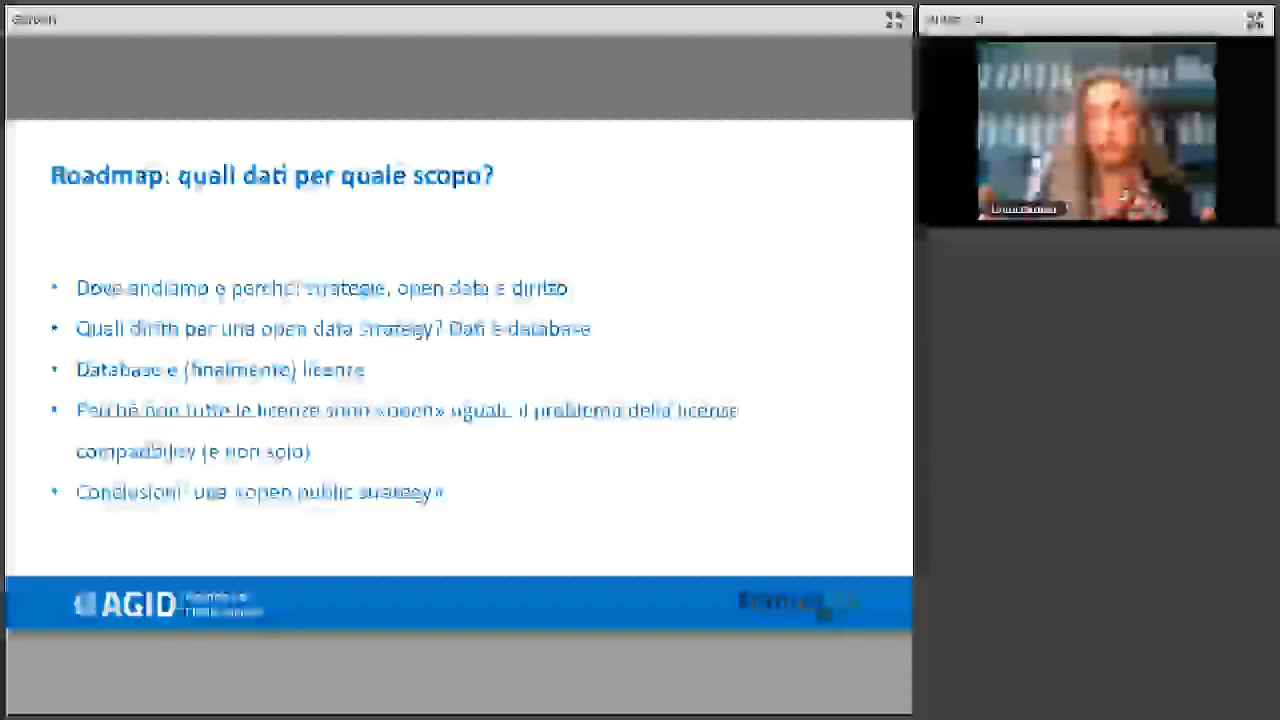 Roadmap: quali dati per quale scopo?
• Dove andiamo e perché: strategie, open data e diritto
• Quali diritti per una open data strategy? Dati e database
• Database e (finalmente) licenze
• Perché non tutte le licenze sono «open» uguali: il problema della license
compatibility (e non solo)
• Conclusioni: una «open public strategy»
AGID